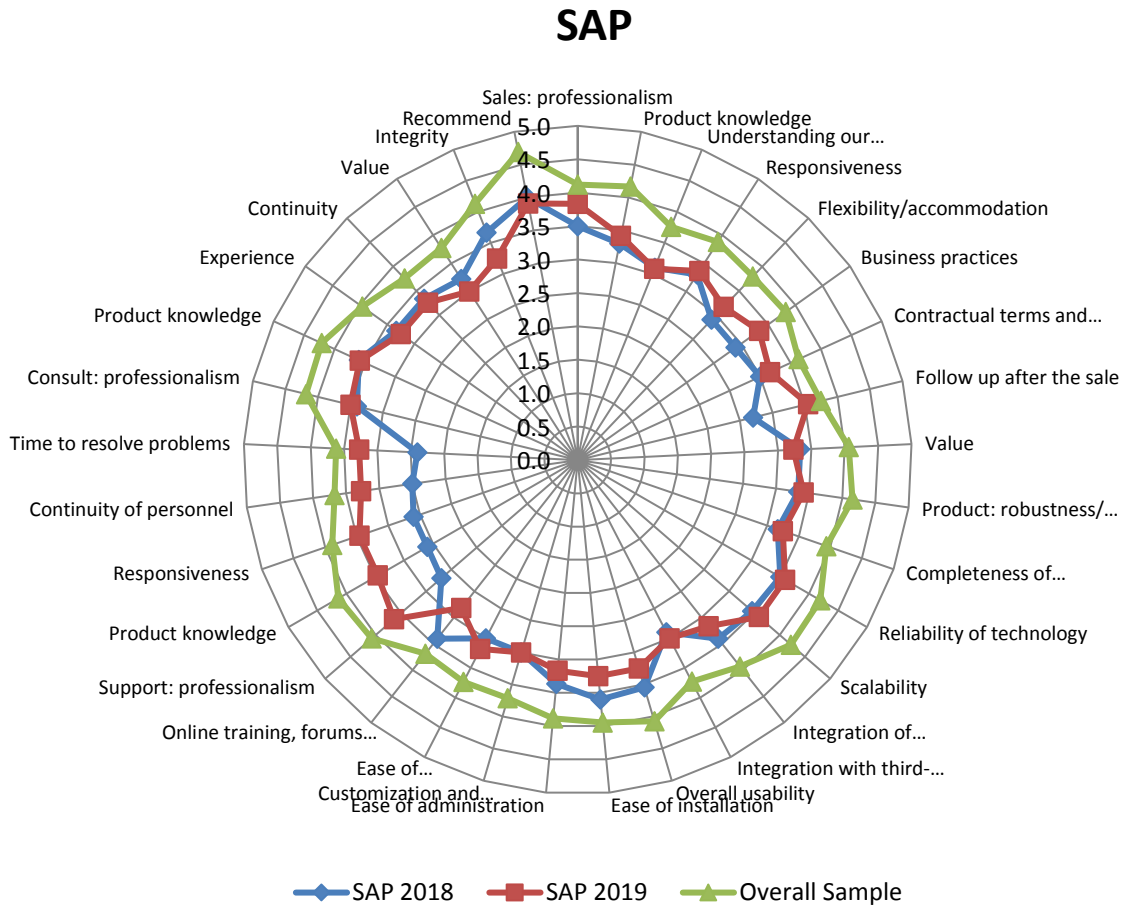 SAP
Sales: professionalism
Product knowledge
Understanding our…
Responsiveness
Flexibility/accommodation
Business practices
Contractual terms and…
Follow up after the sale
Value
Product: robustness/…
Completeness of…
Reliability of technology
Scalability
Integration of…
Integration with third-…
Overall usability
Ease of installation
Ease of administration
Customization and…
Ease of…
Online training, forums…
Support: professionalism
Product knowledge
Responsiveness
Continuity of personnel
Time to resolve problems
Consult: professionalism
Product knowledge
Experience
Continuity
Value
Integrity
Recommend
5.0
4.5
4.0
3.5
3.0
2.5
2.0
1.5
1.0
0.5
0.0
SAP 2018
SAP 2019
Overall Sample